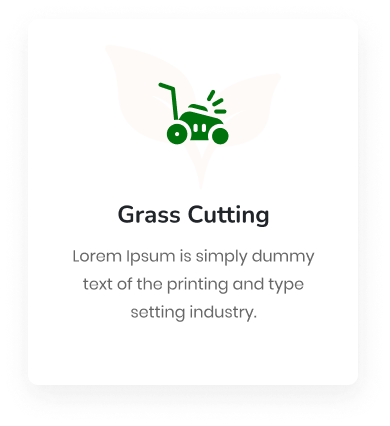 Grass Cutting
Lorem Ipsum is simply dummy
text of the printing and type
setting industry.